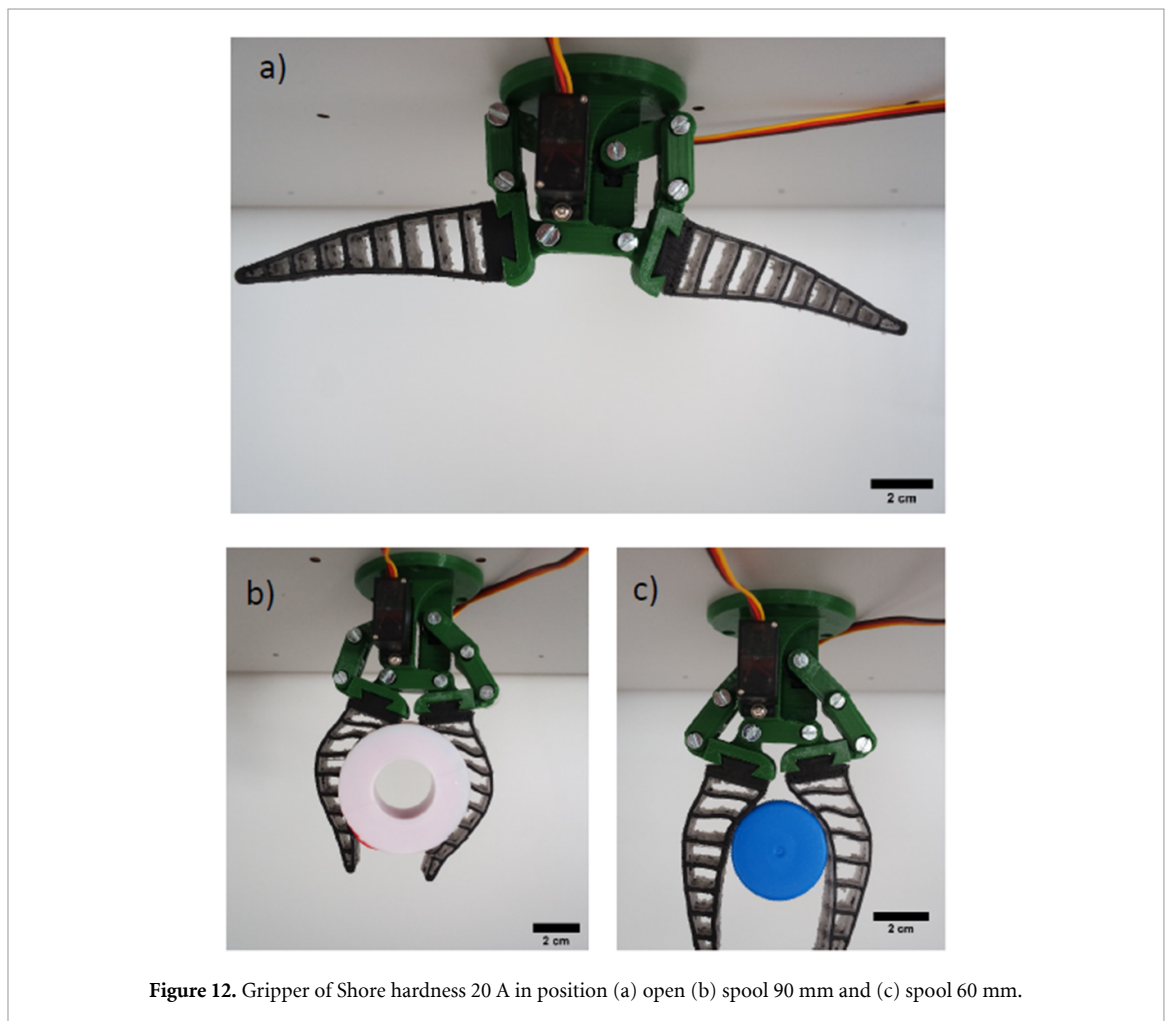 a)
2 cm
b)
c)
2 cm
2 cm
Figure 12. Gripper of Shore hardness 20 A in position (a) open (b) spool 90 mm and (c) spool 60 mm.